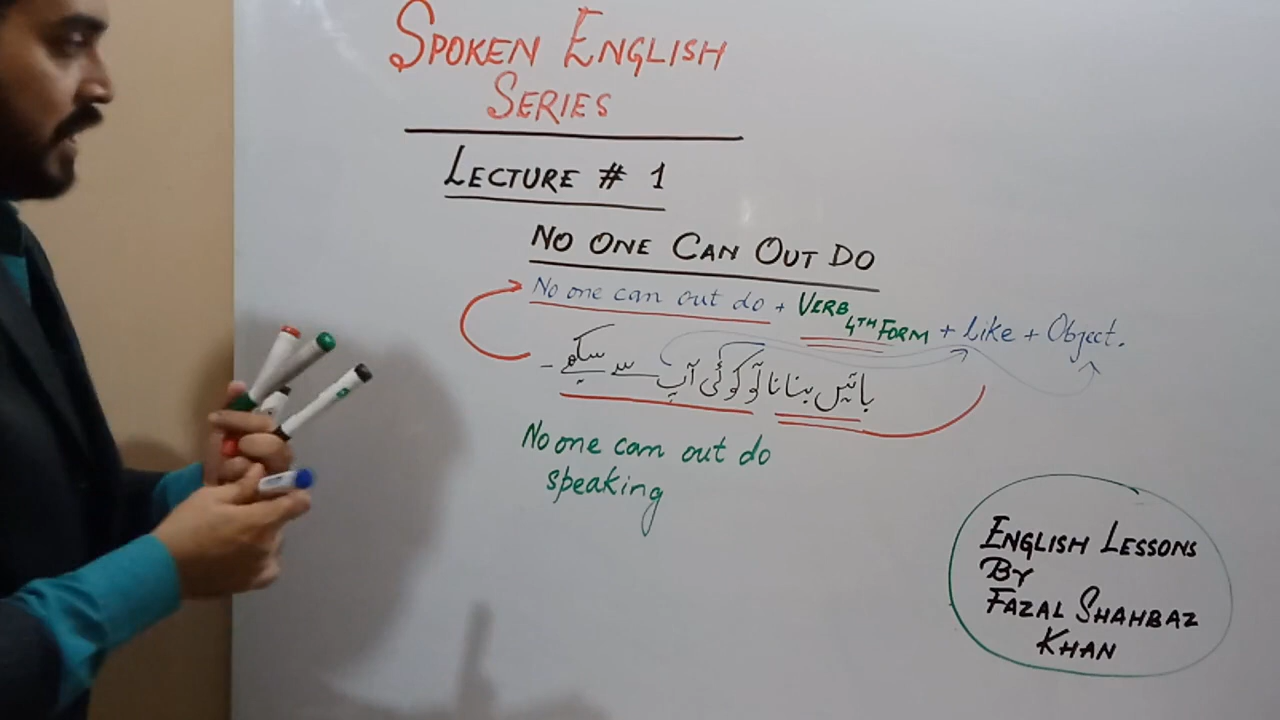 SPOKEN ENGLISH
SERIES
LECTURE # 1
NO ONE CAN OUT DO
No one can out do + VERB 4TH FORM + like + Object.
باتیں بنانا تو کوئی آپ سے سیکھے -
No one can out do
speaking
ENGLISH LESSONS
BY
FAZAL SHAHBAZ
KHAN